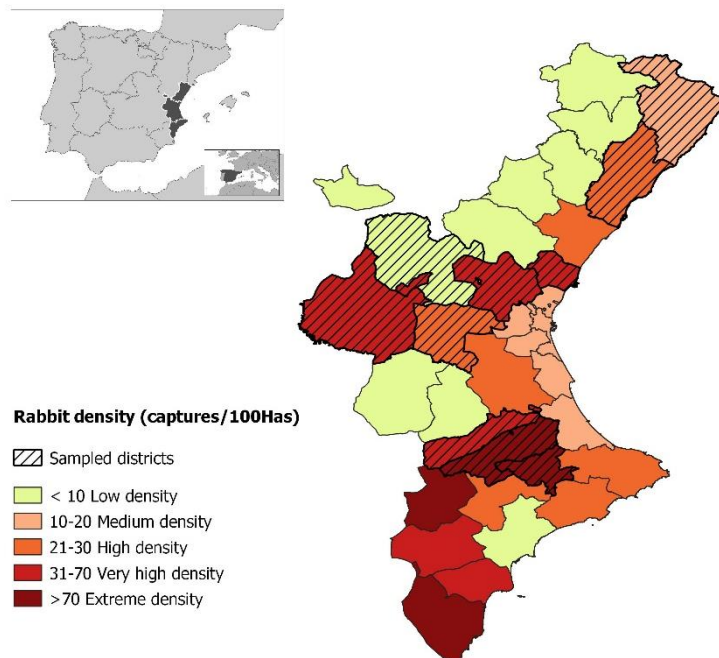 Rabbit density (captures/100Has)
Sampled districts
< 10 Low density
10-20 Medium density
21-30 High density
31-70 Very high density
>70 Extreme density